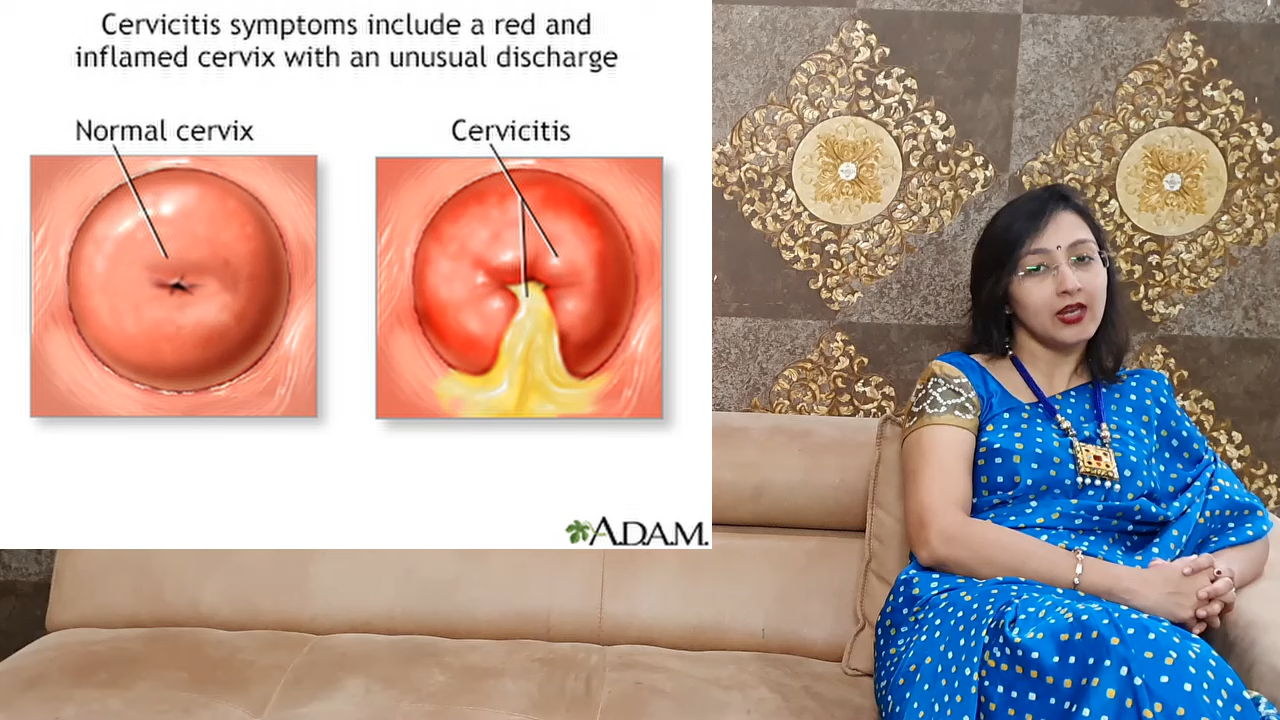 Cervicitis symptoms include a red and
inflamed cervix with an unusual discharge
Normal cervix
Cervicitis
A.D.A.M.